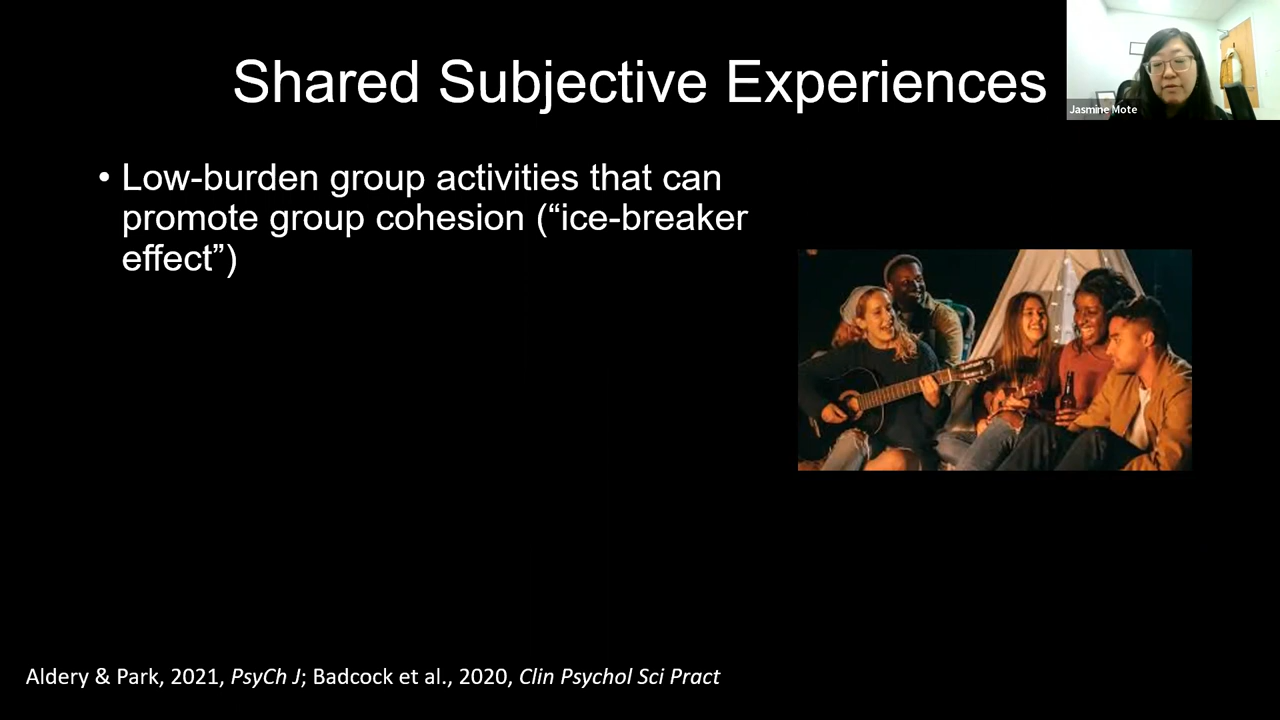 Shared Subjective Experiences
Jasmine Mote
• Low-burden group activities that can
promote group cohesion (“ice-breaker
effect”)
Aldery & Park, 2021, PsyCh J; Badcock et al., 2020, Clin Psychol Sci Pract